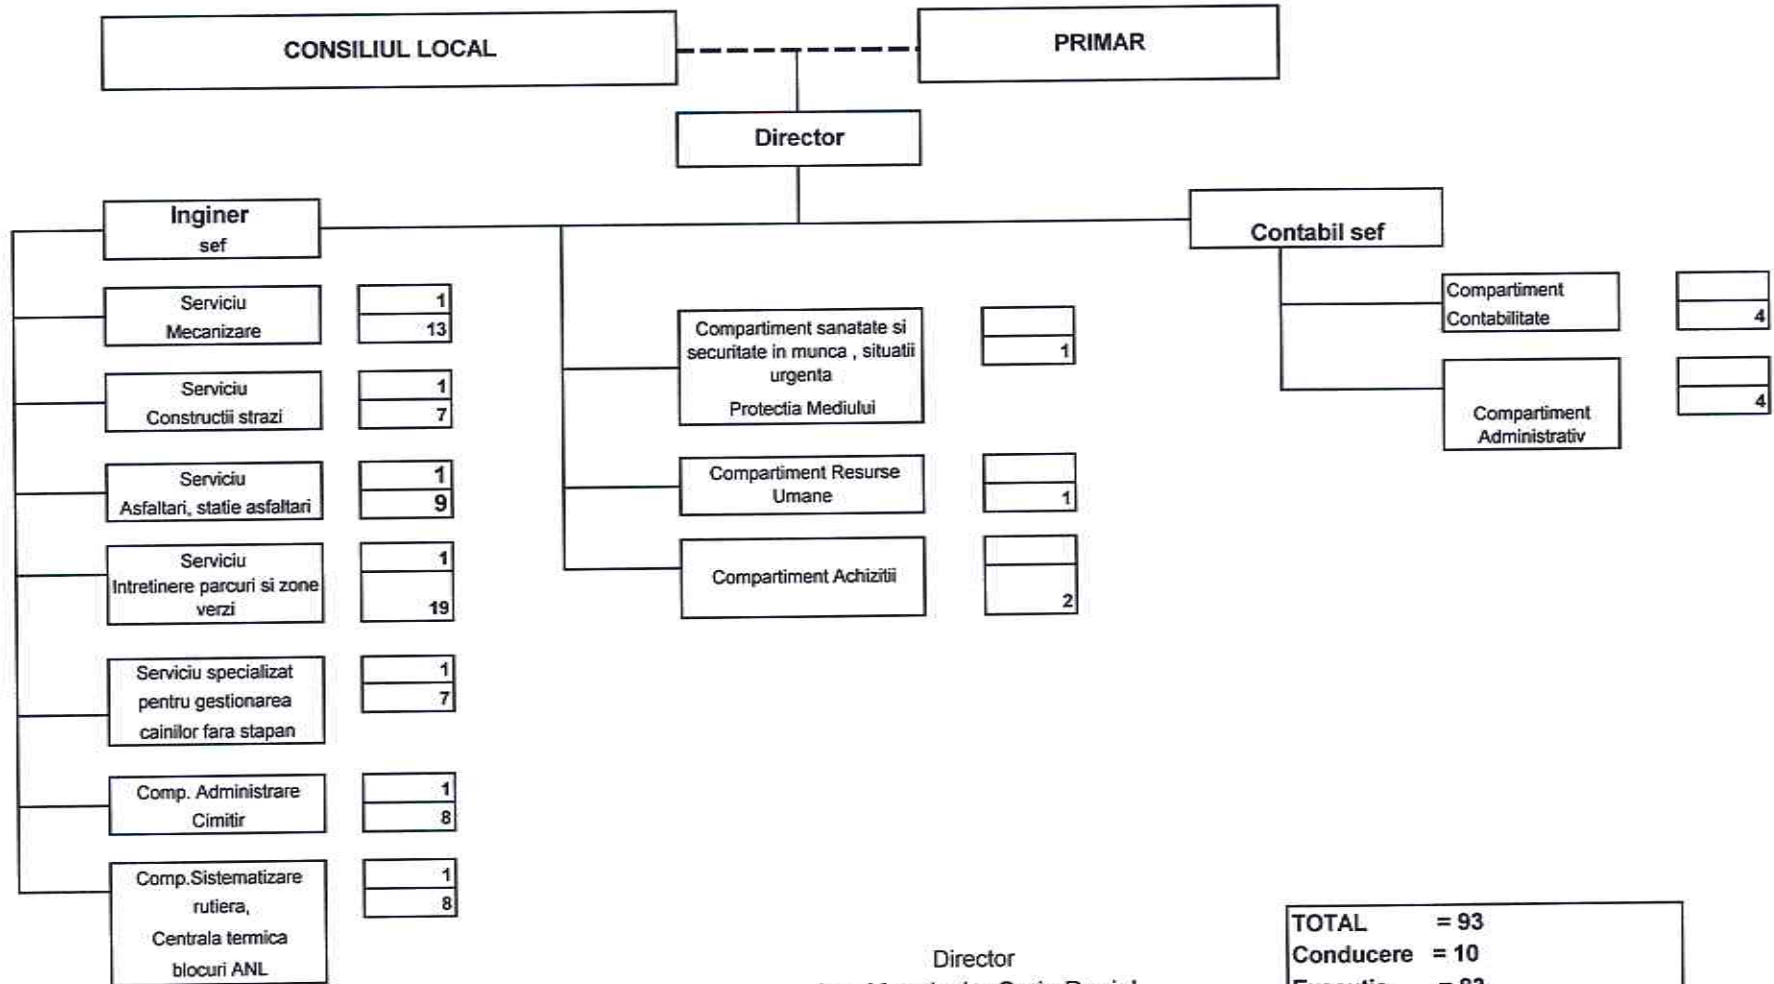 CONSILIUL LOCAL
PRIMAR
Director
Inginer
sef
Contabil sef
Serviciu
Mecanizare
1
13
Serviciu
Constructii strazi
1
7
Serviciu
Asfaltari, statie asfaltari
1
9
Serviciu
Intretinere parcuri si zone
verzi
1
19
Serviciu specializat
pentru gestionarea
cainilor fara stapan
1
7
Comp. Administrare
Cimitir
1
8
Comp.Sistematizare
rutiera,
Centrala termica
blocuri ANL
1
8
Compartiment sanatate si
securitate in munca , situatii
urgenta
Protectia Mediului
1
Compartiment Resurse
Umane
1
Compartiment Achizitii
2
Compartiment
Contabilitate
4
Compartiment
Administrativ
4
Director
TOTAL = 93
Conducere = 10
Executie = 83